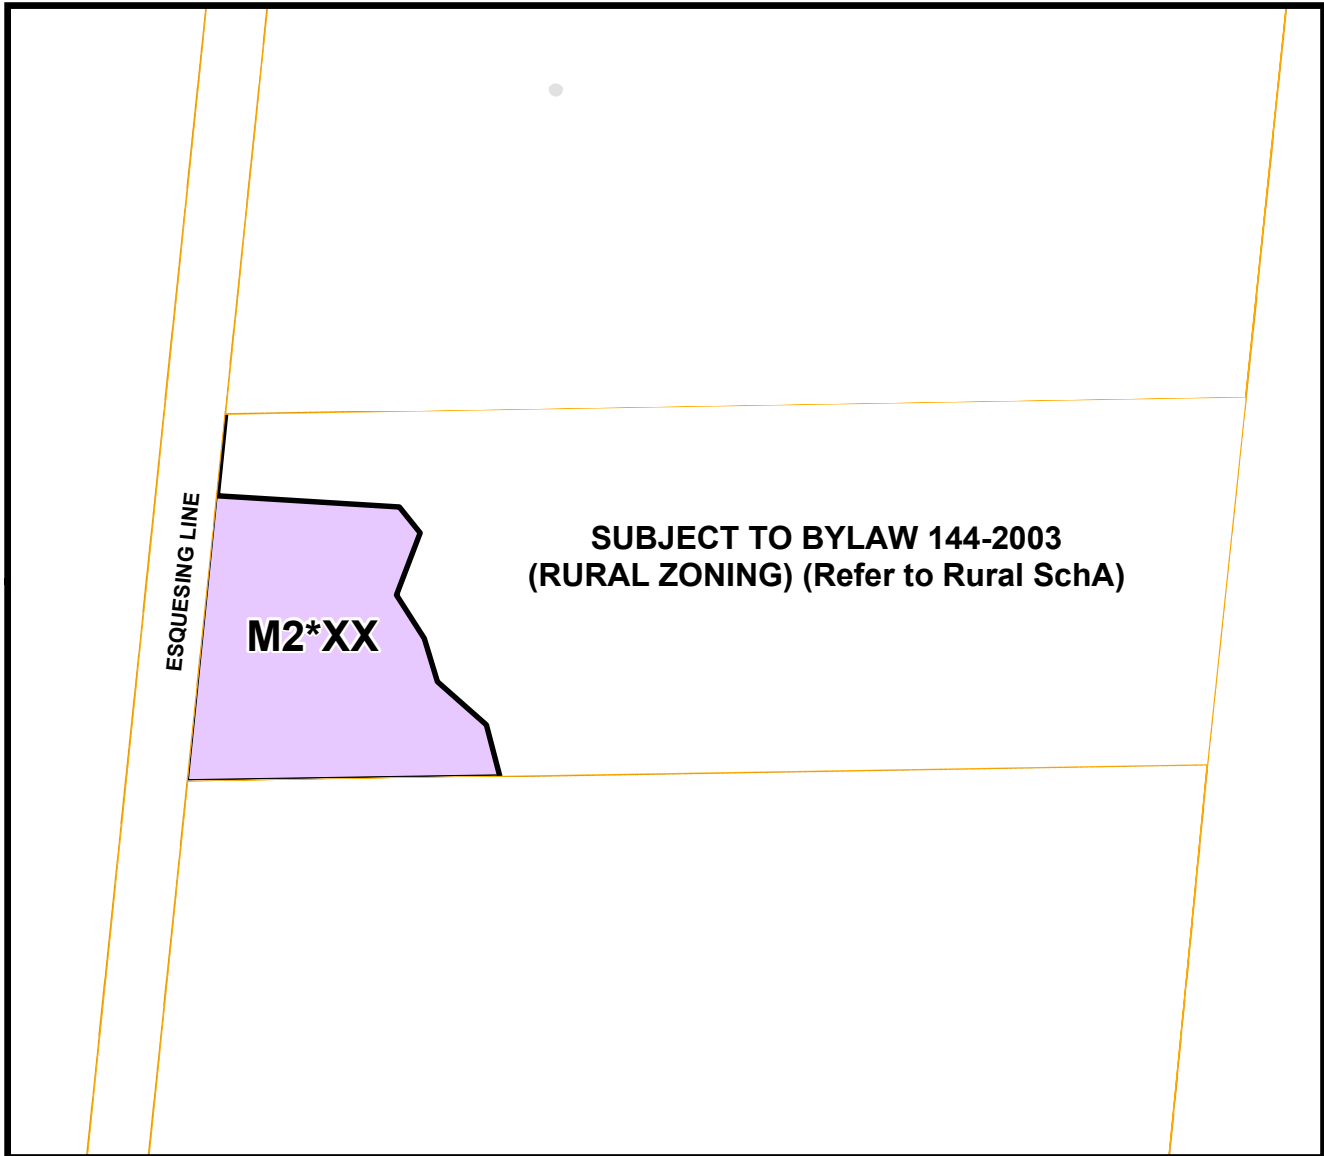 SUBJECT TO BYLAW 144-2003
(RURAL ZONING) (Refer to Rural SchA)
ESQUESING LINE
M2*XX